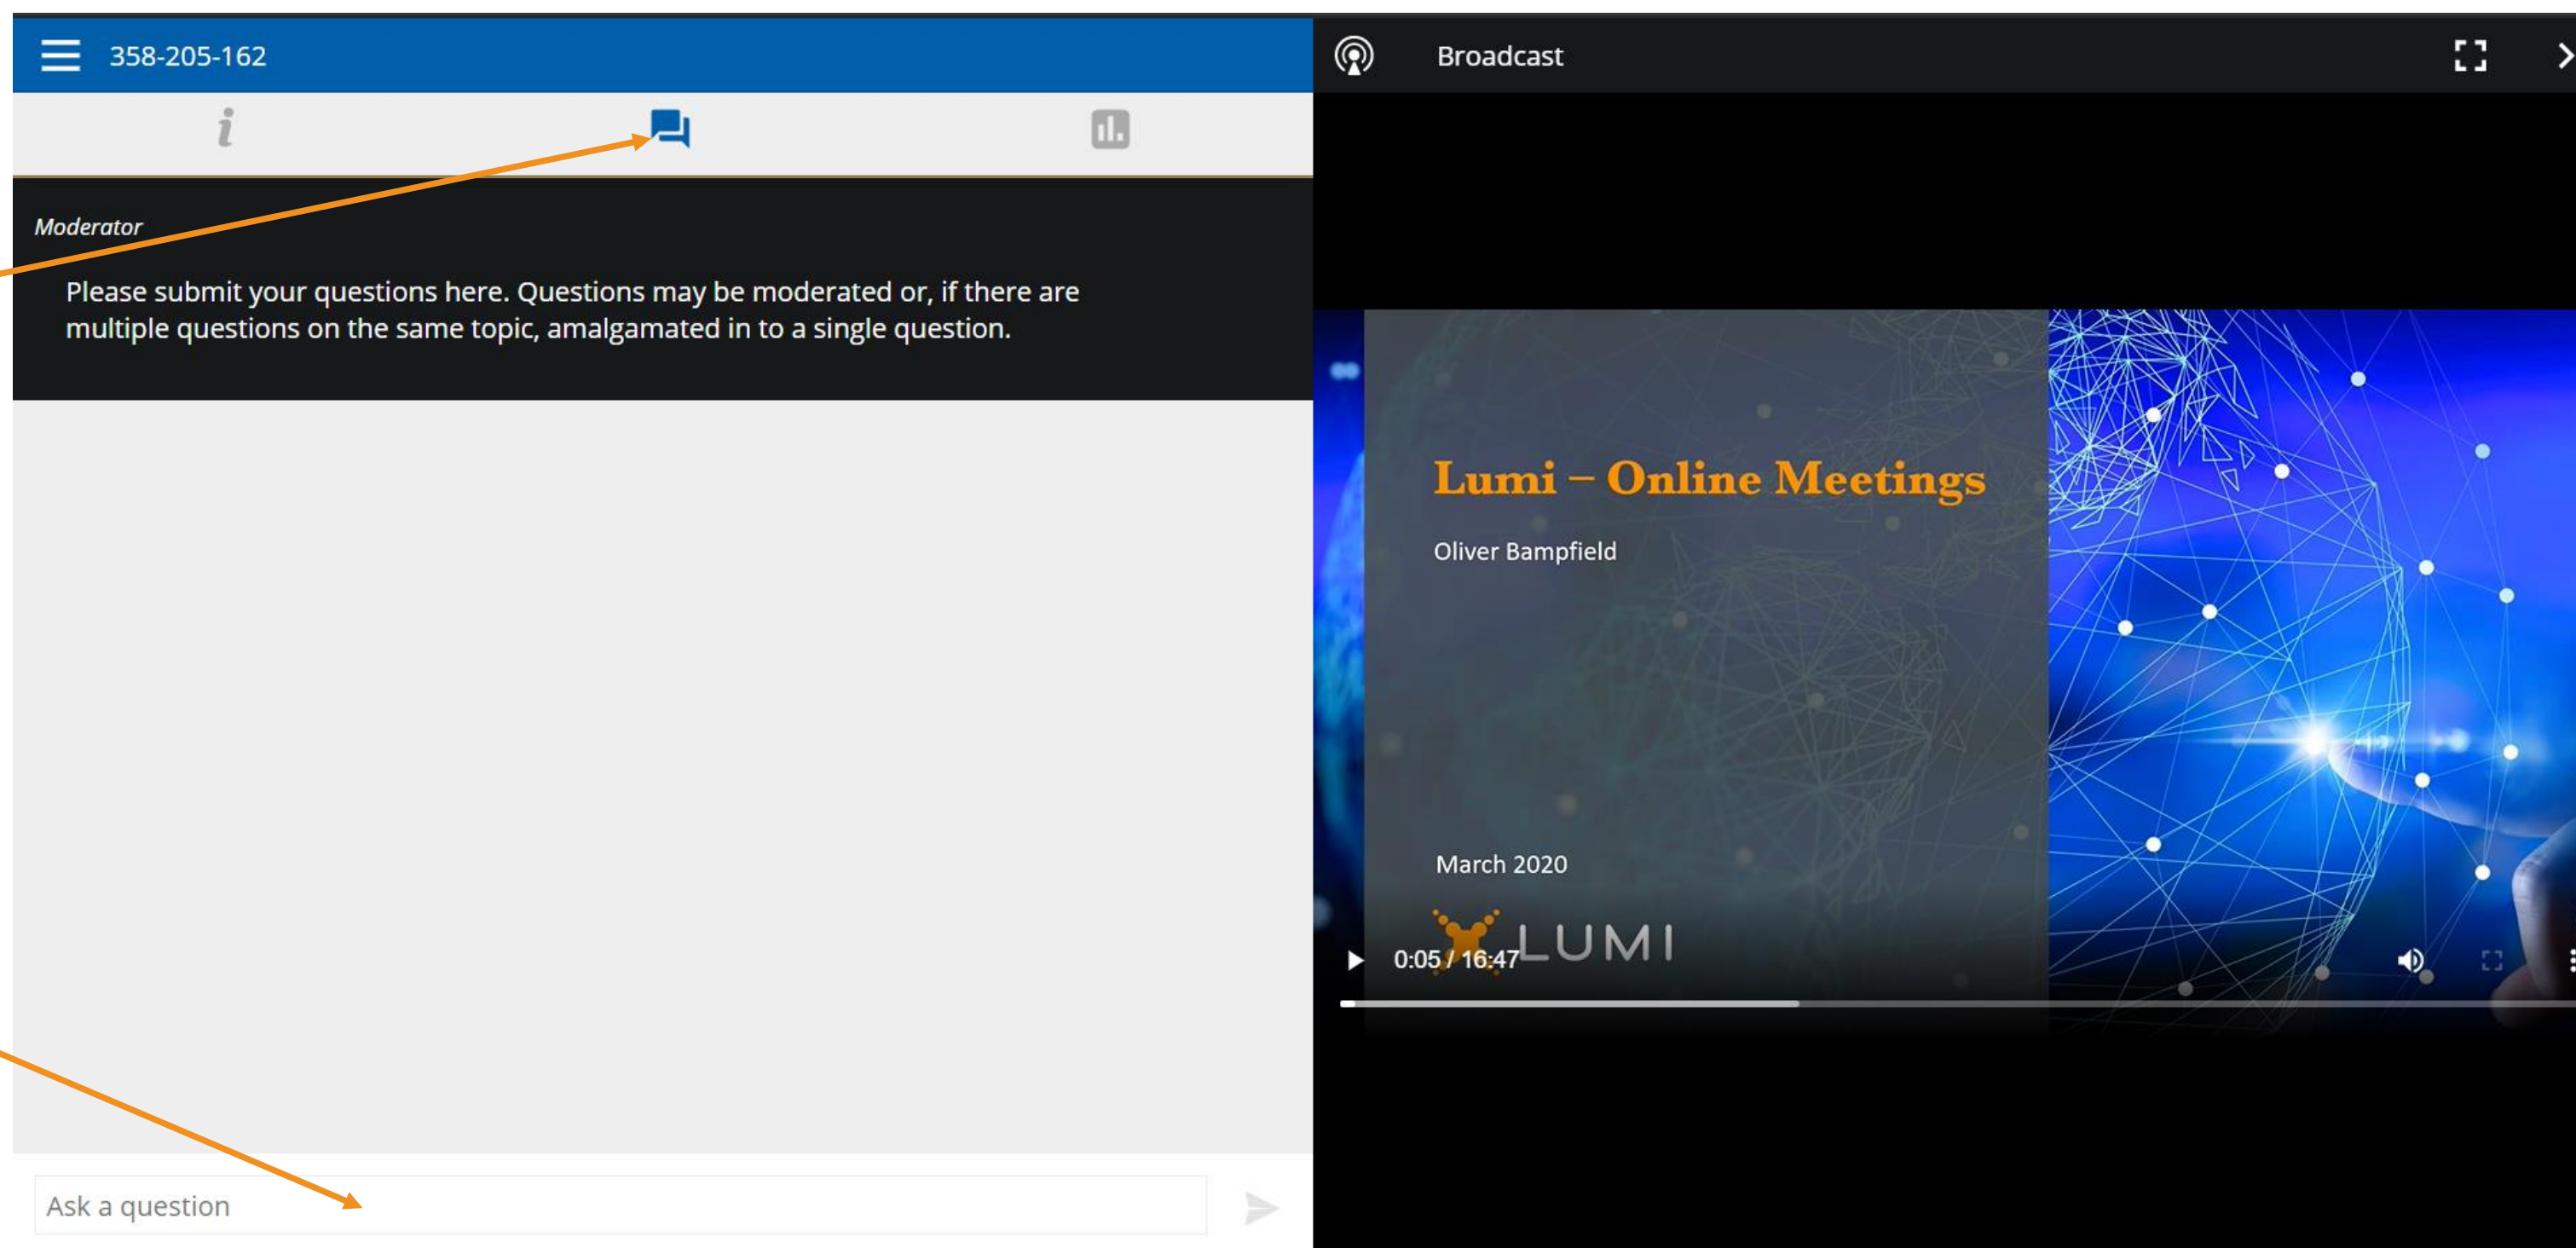 358-205-162
Broadcast
Moderator
Please submit your questions here. Questions may be moderated or, if there are
multiple questions on the same topic, amalgamated in to a single question.
Ask a question
Lumi – Online Meetings
Oliver Bampfield
March 2020
LUMI
0:05 / 16:47